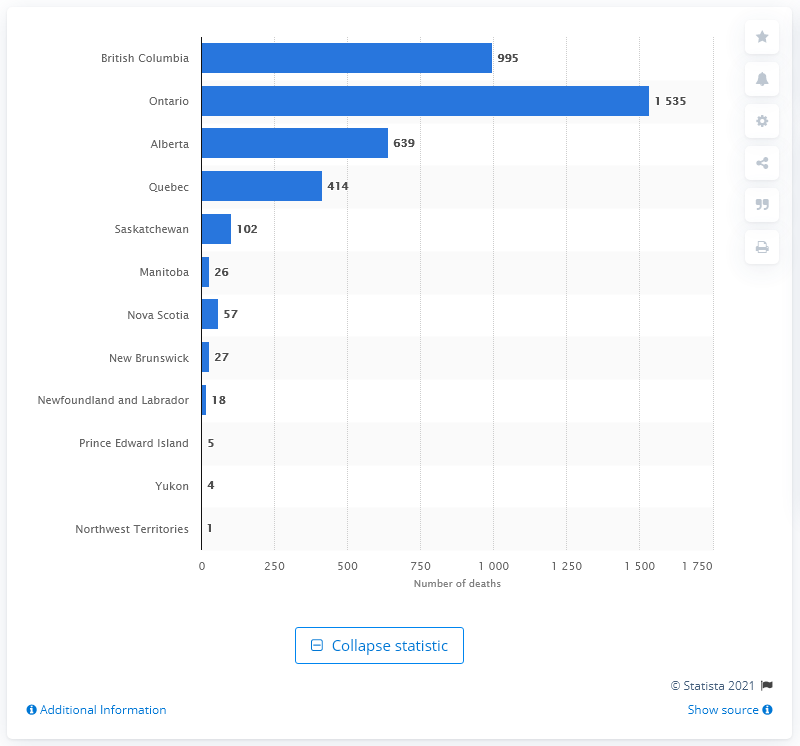 British Columbia 995
Ontario 1 535
Alberta 639
Quebec 414
Saskatchewan 102
Manitoba 26
Nova Scotia 57
New Brunswick 27
Newfoundland and Labrador 18
Prince Edward Island 5
Yukon 4
Northwest Territories 1
0 250 500 750 1 000 1 250 1 500 1 750
Number of deaths
Collapse statistic
© Statista 2021
Additional Information Show source